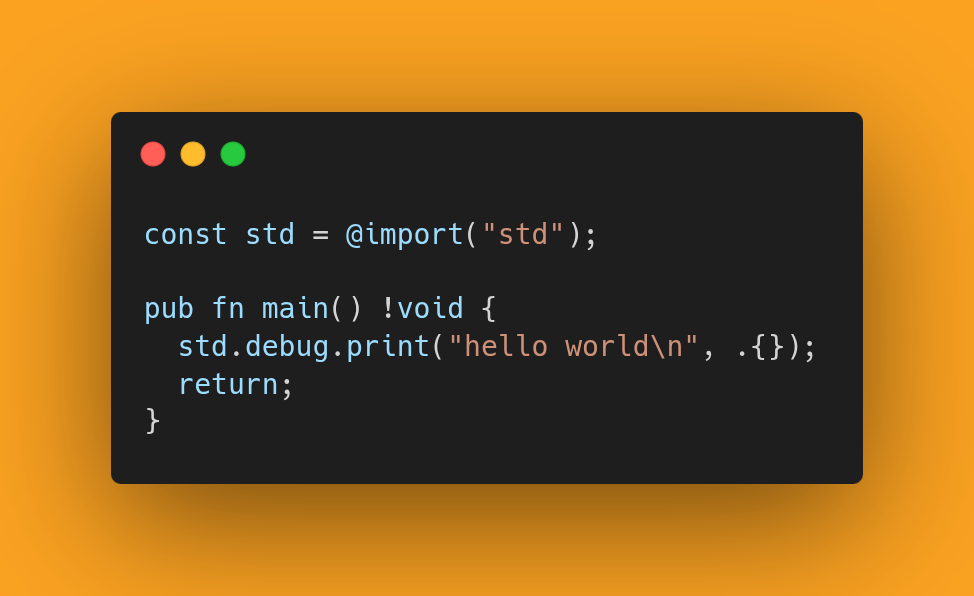 const std = @import("std");
pub fn main() !void {
  std.debug.print("hello world\n", .{});
  return;
}